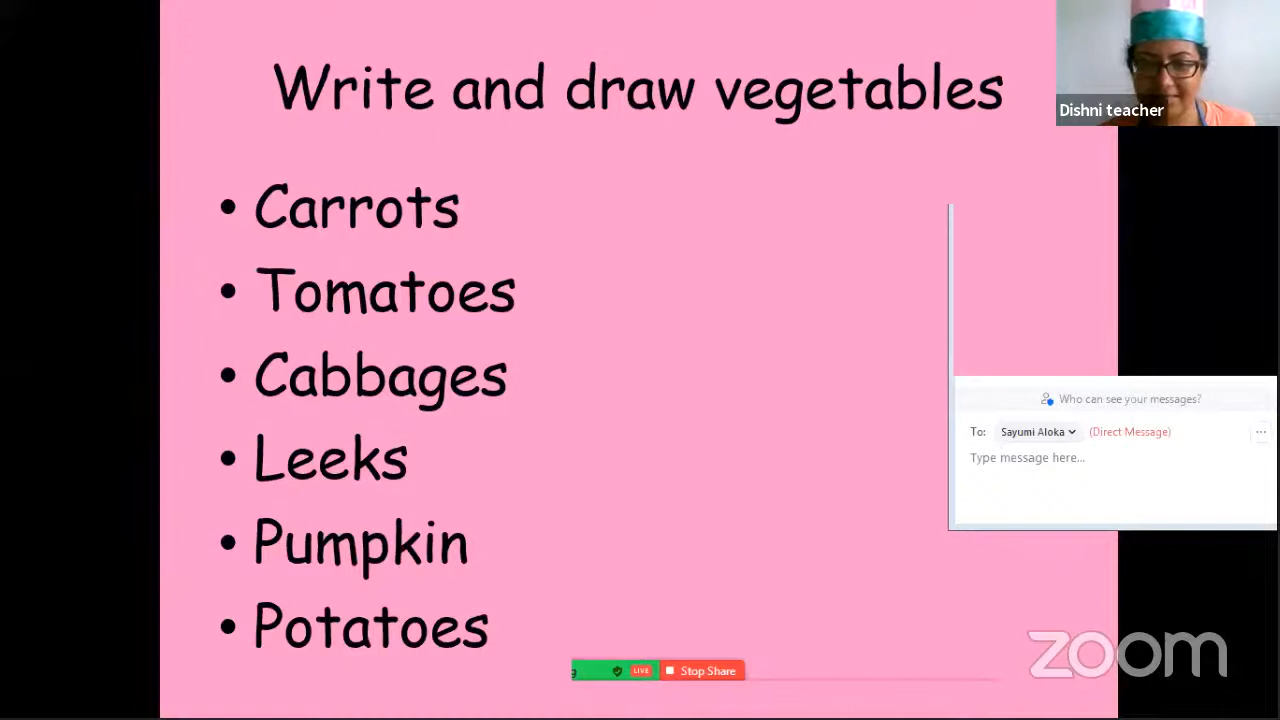 Write and draw vegetables
Dishni teacher
• Carrots
• Tomatoes
• Cabbages
• Leeks
• Pumpkin
• Potatoes
Who can see your messages?
To: Sayumi Aloka (Direct Message)
Type message here...
LIVE Stop Share
zoom